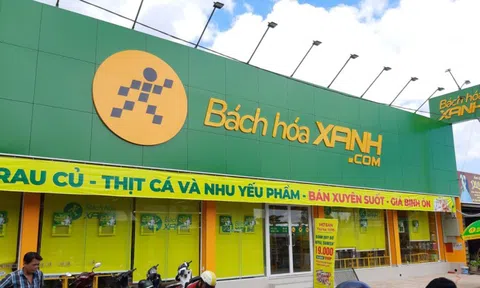 Bách hóa XANH
.COM
Bách hóa
XANH
RAU CỦ - THỊT CÁ VÀ NHU YẾU PHẨM - BÁN XUYÊN SUỐT - GIÁ BÌNH ỔN
19.000